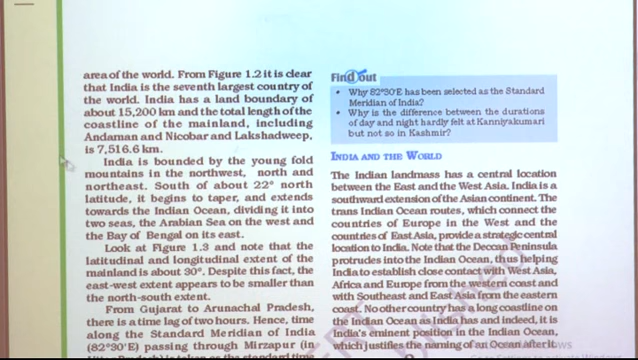 area of the world. From Figure 1.2 it is clear
that India is the seventh largest country of
the world. India has a land boundary of
about 15,200 km and the total length of the
coastline of the mainland, including
Andaman and Nicobar and Lakshadweep,
is 7,516.6 km.
India is bounded by the young fold
mountains in the northwest, north and
northeast. South of about 22° north
latitude, it begins to taper, and extends
towards the Indian Ocean, dividing it into
two seas, the Arabian Sea on the west and
the Bay of Bengal on its east.
Look at Figure 1.3 and note that the
latitudinal and longitudinal extent of the
mainland is about 30°. Despite this fact, the
east-west extent appears to be smaller than
the north-south extent.
From Gujarat to Arunachal Pradesh,
there is a time lag of two hours. Hence, time
along the Standard Meridian of India
(82°30'E) passing through Mirzapur (in
Find out
• Why 82°30'E has been selected as the Standard
Meridian of India?
• Why is the difference between the durations
of day and night hardly felt at Kanniyakumari
but not so in Kashmir?
INDIA AND THE WORLD
The Indian landmass has a central location
between the East and the West Asia. India is a
southward extension of the Asian continent. The
trans Indian Ocean routes, which connect the
countries of Europe in the West and the
countries of East Asia, provide a strategic central
location to India. Note that the Deccan Peninsula
protrudes into the Indian Ocean, thus helping
India to establish close contact with West Asia,
Africa and Europe from the western coast and
with Southeast and East Asia from the eastern
coast. No other country has a long coastline on
the Indian Ocean as India has and indeed, it is
India's eminent position in the Indian Ocean,
which justifies the naming of an Ocean after it.